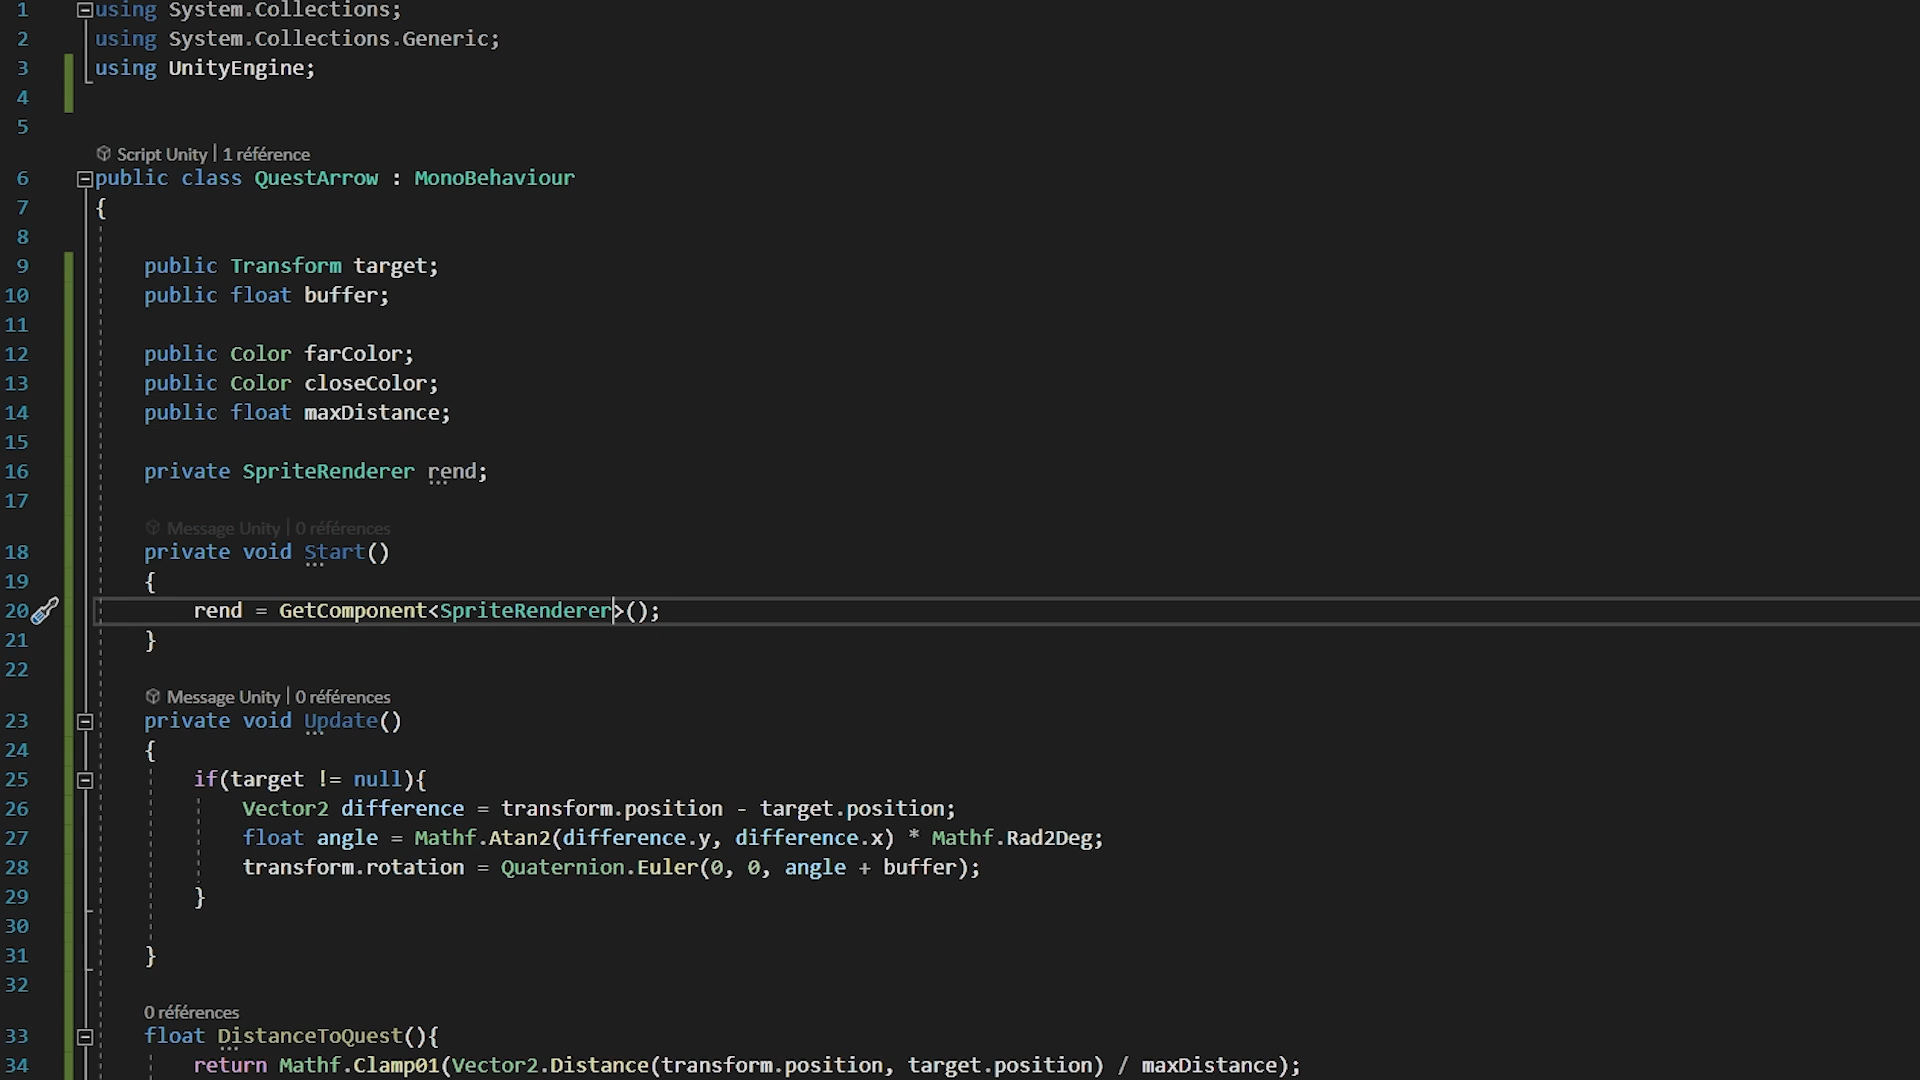 1 using System.Collections;
2 using System.Collections.Generic;
3 using UnityEngine;
4
5
Script Unity | 1 référence
6 public class QuestArrow : MonoBehaviour
7 {
8
9 public Transform target;
10 public float buffer;
11
12 public Color farColor;
13 public Color closeColor;
14 public float maxDistance;
15
16 private SpriteRenderer rend;
17
Message Unity | 0 références
18 private void Start()
19 {
20 rend = GetComponent<SpriteRenderer>();
21 }
22
Message Unity | 0 références
23 private void Update()
24 {
25 if(target != null){
26 Vector2 difference = transform.position - target.position;
27 float angle = Mathf.Atan2(difference.y, difference.x) * Mathf.Rad2Deg;
28 transform.rotation = Quaternion.Euler(0, 0, angle + buffer);
29 }
30
31 }
32
0 références
33 float DistanceToQuest(){
34 return Mathf.Clamp01(Vector2.Distance(transform.position, target.position) / maxDistance);